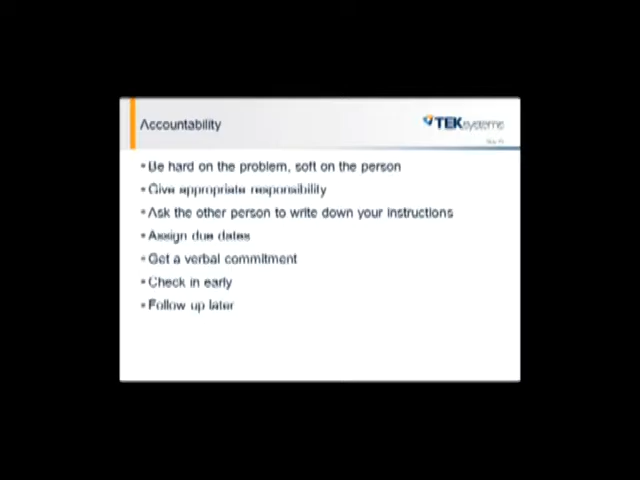 Accountability
TEKsystems
• Be hard on the problem, soft on the person
• Give appropriate responsibility
• Ask the other person to write down your instructions
• Assign due dates
• Get a verbal commitment
• Check in early
• Follow up later